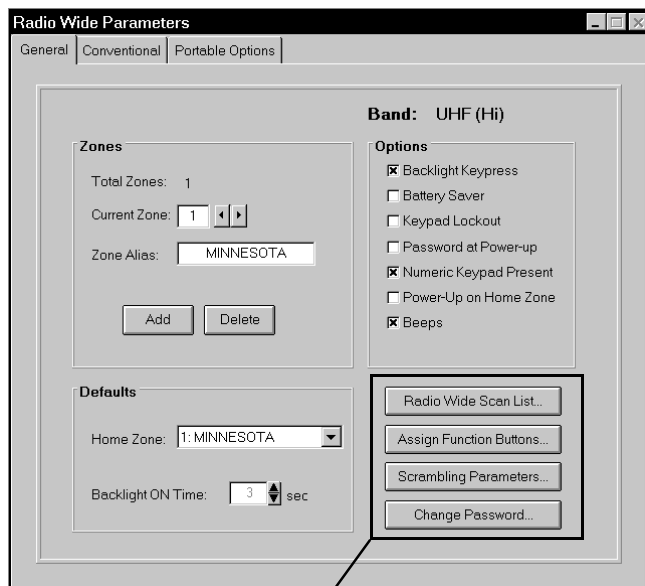 Radio Wide Parameters
General Conventional Portable Options
Band: UHF (Hi)
Zones
Total Zones: 1
Current Zone: 1
Zone Alias: MINNESOTA
Add Delete
Options
Backlight Keypress
Battery Saver
Keypad Lockout
Password at Power-up
Numeric Keypad Present
Power-Up on Home Zone
Beeps
Defaults
Home Zone: 1: MINNESOTA
Backlight ON Time: 3 sec
Radio Wide Scan List...
Assign Function Buttons...
Scrambling Parameters...
Change Password...